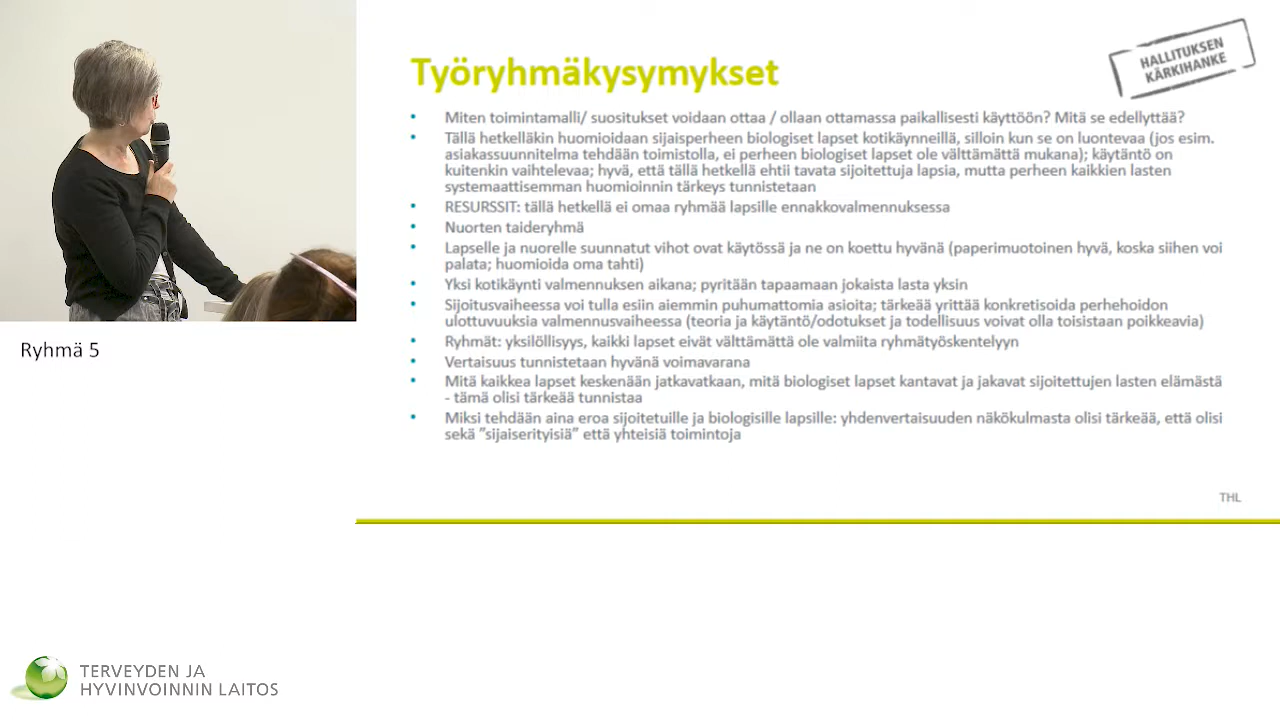 HALLITUKSEN
KÄRKIHANKE
Työryhmäkysymykset
• Miten toimintamalli/ suositukset voidaan ottaa / ollaan ottamassa paikallisesti käyttöön? Mitä se edellyttää?
• Tällä hetkelläkin huomioidaan sijaisperheen biologiset lapset kotikäynneillä, silloin kun se on luontevaa (jos esim.
asiakassuunnitelma tehdään toimistolla, ei perheen biologiset lapset ole välttämättä mukana); käytäntö on
kuitenkin vaihtelevaa; hyvä, että tällä hetkellä ehtii tavata sijoitettuja lapsia, mutta perheen kaikkien lasten
systemaattisemman huomioinnin tärkeys tunnistetaan
• RESURSSIT: tällä hetkellä ei omaa ryhmää lapsille ennakkovalmennuksessa
• Nuorten taideryhmä
• Lapselle ja nuorelle suunnatut vihot ovat käytössä ja ne on koettu hyvänä (paperimuotoinen hyvä, koska siihen voi
palata; huomioida oma tahti)
• Yksi kotikäynti valmennuksen aikana; pyritään tapaamaan jokaista lasta yksin
• Sijoitusvaiheessa voi tulla esiin aiemmin puhumattomia asioita; tärkeää yrittää konkretisoida perhehoidon
ulottuvuuksia valmennusvaiheessa (teoria ja käytäntö/odotukset ja todellisuus voivat olla toisistaan poikkeavia)
• Ryhmät: yksilöllisyys, kaikki lapset eivät välttämättä ole valmiita ryhmätyöskentelyyn
• Vertaisuus tunnistetaan hyvänä voimavarana
• Mitä kaikkea lapset keskenään jatkavatkaan, mitä biologiset lapset kantavat ja jakavat sijoitettujen lasten elämästä
- tämä olisi tärkeää tunnistaa
• Miksi tehdään aina eroa sijoitetuille ja biologisille lapsille: yhdenvertaisuuden näkökulmasta olisi tärkeää, että olisi
sekä ”sijaiserityisiä” että yhteisiä toimintoja
THL
Ryhmä 5
TERVEYDEN JA
HYVINVOINNIN LAITOS